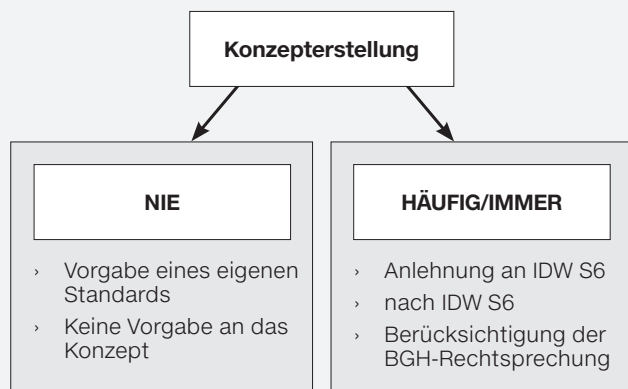 Konzepterstellung
NIE
› Vorgabe eines eigenen
Standards
› Keine Vorgabe an das
Konzept
HÄUFIG/IMMER
› Anlehnung an IDW S6
› nach IDW S6
› Berücksichtigung der
BGH-Rechtsprechung